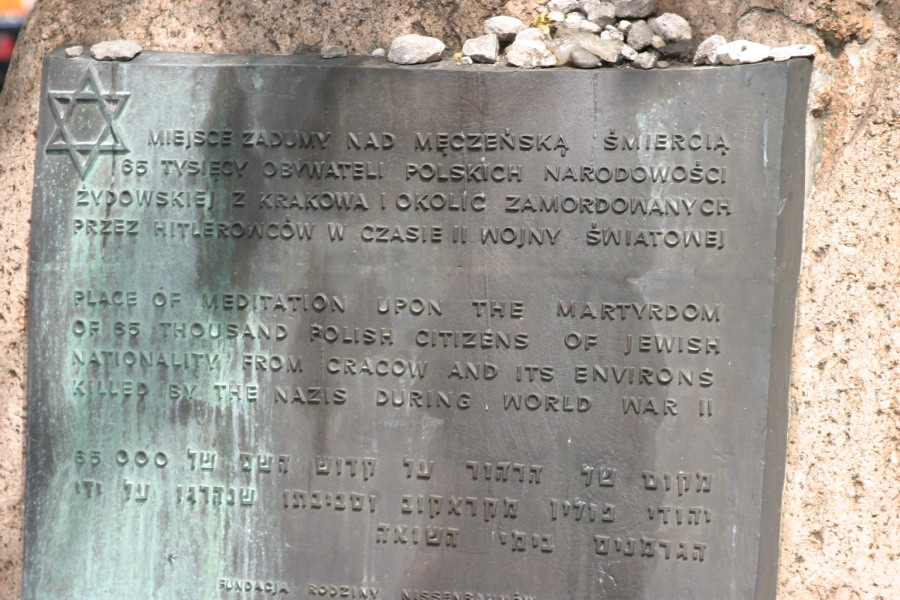 MIEJSCE ZADUMY NAD MĘCZEŃSKĄ ŚMIERCIĄ
65 TYSIĘCY OBYWATELI POLSKICH NARODOWOŚCI
ŻYDOWSKIEJ Z KRAKOWA I OKOLIC ZAMORDOWANYCH
PRZEZ HITLEROWCÓW W CZASIE II WOJNY ŚWIATOWEJ
PLACE OF MEDITATION UPON THE MARTYRDOM
OF 65 THOUSAND POLISH CITIZENS OF JEWISH
NATIONALITY FROM CRACOW AND ITS ENVIRONS
KILLED BY THE NAZIS DURING WORLD WAR II
מקום של הרהור על קדוש השם של 65 000
יהודי פולין מקראקוב וסביבתו שנהרגו על ידי
הגרמנים בימי השואה
FUNDACJA RODZINY NISSENBAUMÓW